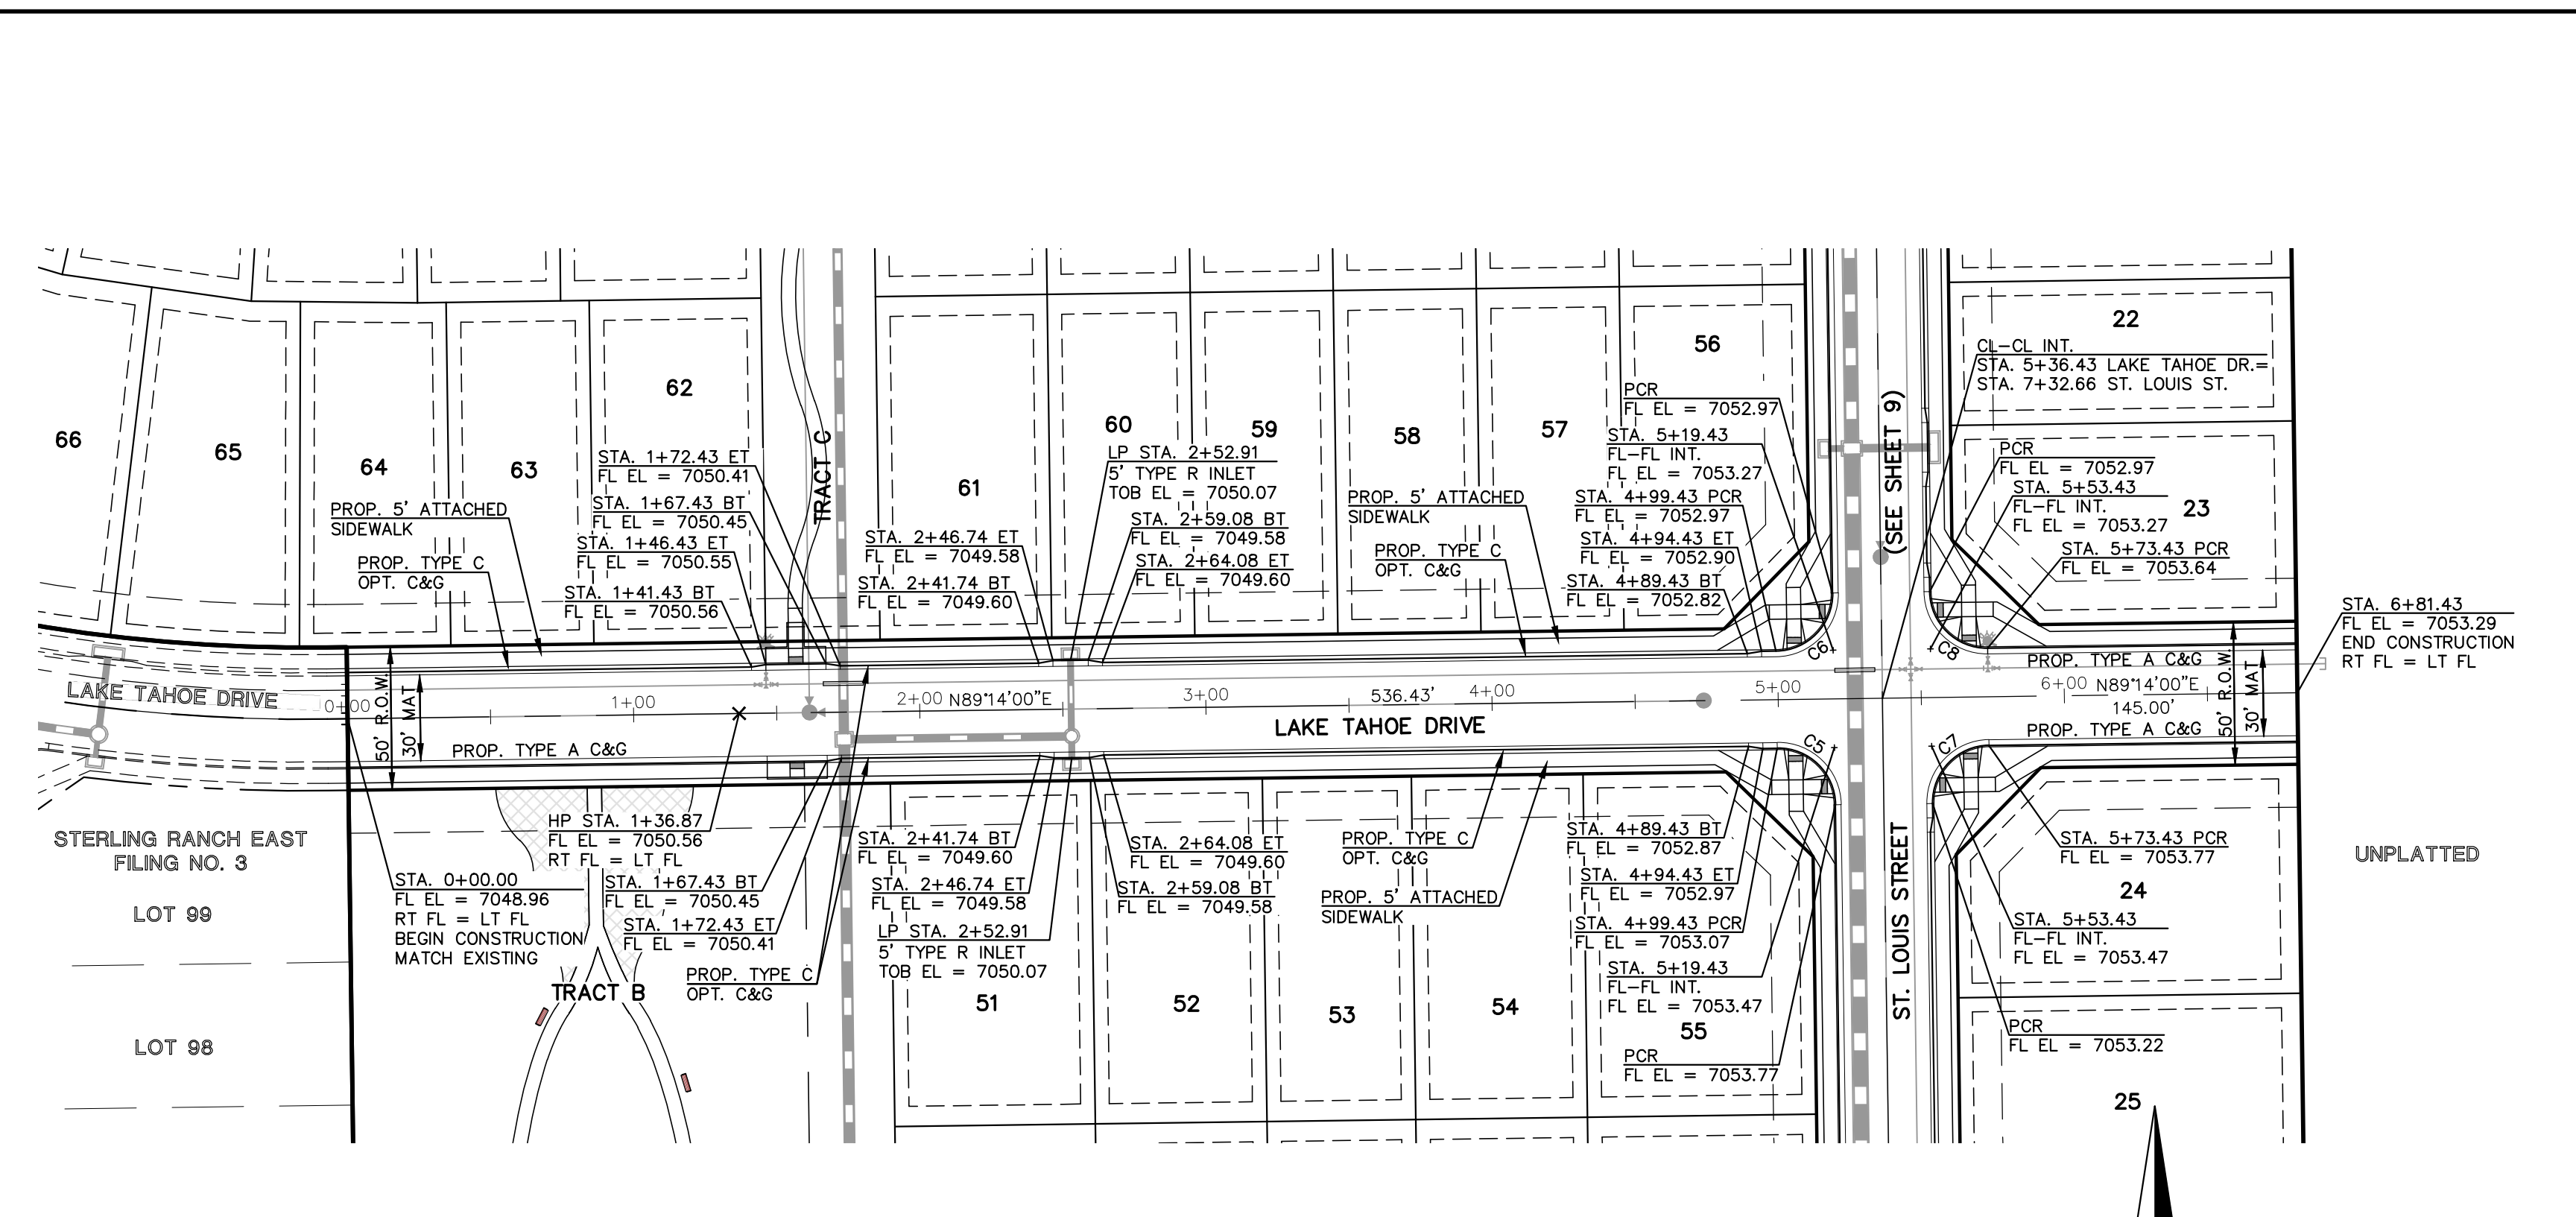 66
65
64
63
62
61
60
59
58
57
56
22
23
TRACT C
(SEE SHEET 9)
PROP. 5' ATTACHED
SIDEWALK
PROP. TYPE C
OPT. C&G
STA. 1+72.43 ET
FL EL = 7050.41
STA. 1+67.43 BT
FL EL = 7050.45
STA. 1+46.43 ET
FL EL = 7050.55
STA. 1+41.43 BT
FL EL = 7050.56
STA. 2+46.74 ET
FL EL = 7049.58
STA. 2+41.74 BT
FL EL = 7049.60
LP STA. 2+52.91
5' TYPE R INLET
TOB EL = 7050.07
STA. 2+59.08 BT
FL EL = 7049.58
STA. 2+64.08 ET
FL EL = 7049.60
PROP. 5' ATTACHED
SIDEWALK
PROP. TYPE C
OPT. C&G
PCR
FL EL = 7052.97
STA. 5+19.43
FL-FL INT.
FL EL = 7053.27
STA. 4+99.43 PCR
FL EL = 7052.97
STA. 4+94.43 ET
FL EL = 7052.90
STA. 4+89.43 BT
FL EL = 7052.82
CL-CL INT.
STA. 5+36.43 LAKE TAHOE DR.=
STA. 7+32.66 ST. LOUIS ST.
PCR
FL EL = 7052.97
STA. 5+53.43
FL-FL INT.
FL EL = 7053.27
STA. 5+73.43 PCR
FL EL = 7053.64
STA. 6+81.43
FL EL = 7053.29
END CONSTRUCTION
RT FL = LT FL
C6
C8
LAKE TAHOE DRIVE
0+00
50' R.O.W.
30' MAT
1+00
2+00
N89°14'00"E
3+00
536.43'
4+00
5+00
6+00
N89°14'00"E
145.00'
LAKE TAHOE DRIVE
PROP. TYPE A C&G
PROP. TYPE A C&G
PROP. TYPE A C&G
50' R.O.W.
30' MAT
C5
C7
STERLING RANCH EAST
FILING NO. 3
LOT 99
LOT 98
STA. 0+00.00
FL EL = 7048.96
RT FL = LT FL
BEGIN CONSTRUCTION
MATCH EXISTING
HP STA. 1+36.87
FL EL = 7050.56
RT FL = LT FL
STA. 1+67.43 BT
FL EL = 7050.45
STA. 1+72.43 ET
FL EL = 7050.41
PROP. TYPE C
OPT. C&G
TRACT B
STA. 2+41.74 BT
FL EL = 7049.60
STA. 2+46.74 ET
FL EL = 7049.58
LP STA. 2+52.91
5' TYPE R INLET
TOB EL = 7050.07
STA. 2+64.08 ET
FL EL = 7049.60
STA. 2+59.08 BT
FL EL = 7049.58
PROP. TYPE C
OPT. C&G
PROP. 5' ATTACHED
SIDEWALK
STA. 4+89.43 BT
FL EL = 7052.87
STA. 4+94.43 ET
FL EL = 7052.97
STA. 4+99.43 PCR
FL EL = 7053.07
STA. 5+19.43
FL-FL INT.
FL EL = 7053.47
PCR
FL EL = 7053.77
51
52
53
54
55
ST. LOUIS STREET
STA. 5+73.43 PCR
FL EL = 7053.77
24
STA. 5+53.43
FL-FL INT.
FL EL = 7053.47
PCR
FL EL = 7053.22
25
UNPLATTED